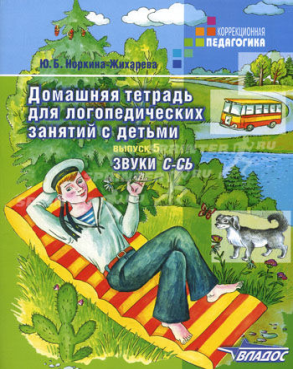 КОРРЕКЦИОННАЯ
ПЕДАГОГИКА
Ю. Б. Норкина-Жихарева
Домашняя тетрадь
для логопедических
занятий с детьми
ВЫПУСК 5
ЗВУКИ С-СЬ
ВЛАДОС